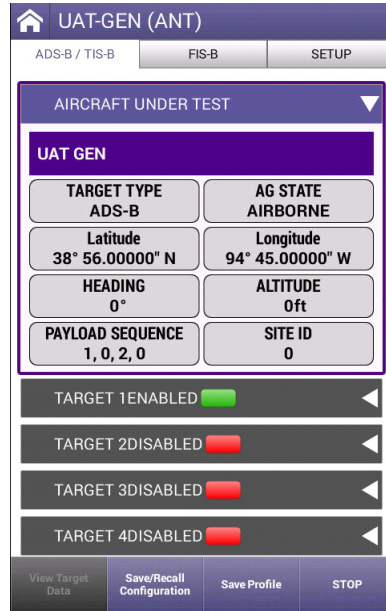 UAT-GEN (ANT)
ADS-B / TIS-B FIS-B SETUP
AIRCRAFT UNDER TEST
UAT GEN
TARGET TYPE AG STATE
ADS-B AIRBORNE
Latitude Longitude
38° 56.00000" N 94° 45.00000" W
HEADING ALTITUDE
0° 0ft
PAYLOAD SEQUENCE SITE ID
1, 0, 2, 0 0
TARGET 1ENABLED
TARGET 2DISABLED
TARGET 3DISABLED
TARGET 4DISABLED
View Target Save/Recall Save Profile STOP
Data Configuration